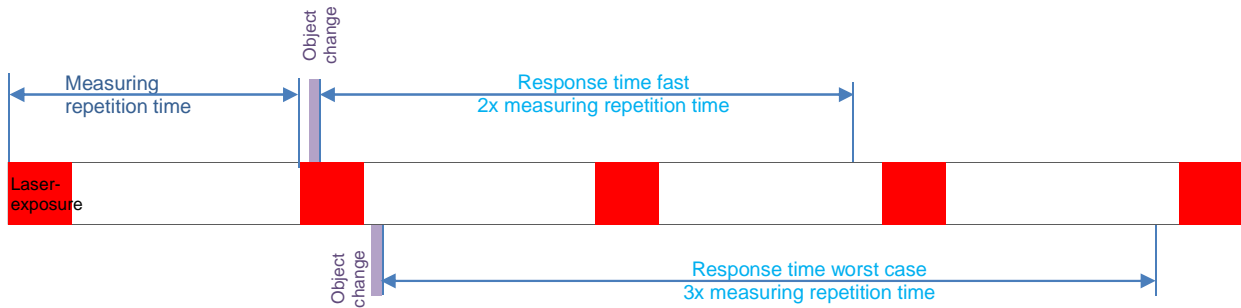 Object
change
Measuring
repetition time
Response time fast
2x measuring repetition time
Laser-
exposure
Object
change
Response time worst case
3x measuring repetition time